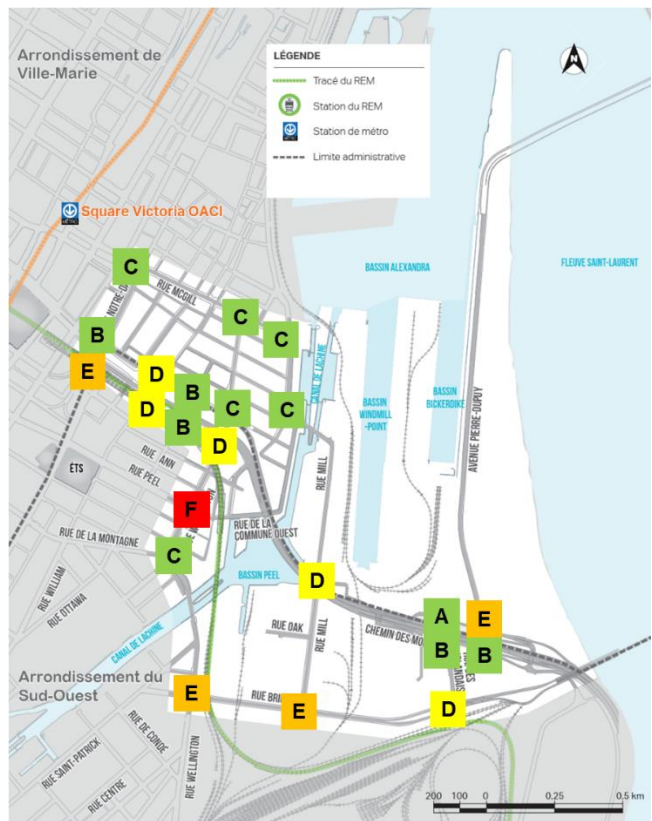 Arrondissement de
Ville-Marie
LÉGENDE
Tracé du REM
Station du REM
Station de métro
Limite administrative
N
MÉTRO
Square Victoria OACI
BASSIN ALEXANDRA
FLEUVE SAINT-LAURENT
C
RUE MCGILL
C
C
B
E
D
B
D
C
C
B
D
CANAL DE LACHINE
BASSIN
WINDMILL
-POINT
BASSIN
BICKERDIKE
AVENUE PIERRE-DUPUY
ÉTS
RUE ANN
RUE PEEL
RUE MILL
F
RUE DE LA
COMMUNE OUEST
RUE DE LA MONTAGNE
C
BASSIN PEEL
D
RUE WILLIAM
RUE OTTAWA
CANAL DE LACHINE
RUE OAK
RUE MILL
CHEMIN DES
A
E
B
B
Arrondissement du
Sud-Ouest
E
RUE
E
D
RUE DE CONDE
RUE SAINT-PATRICK
RUE CENTRE
RUE WELLINGTON
200 100 0 0.25 0.5 km